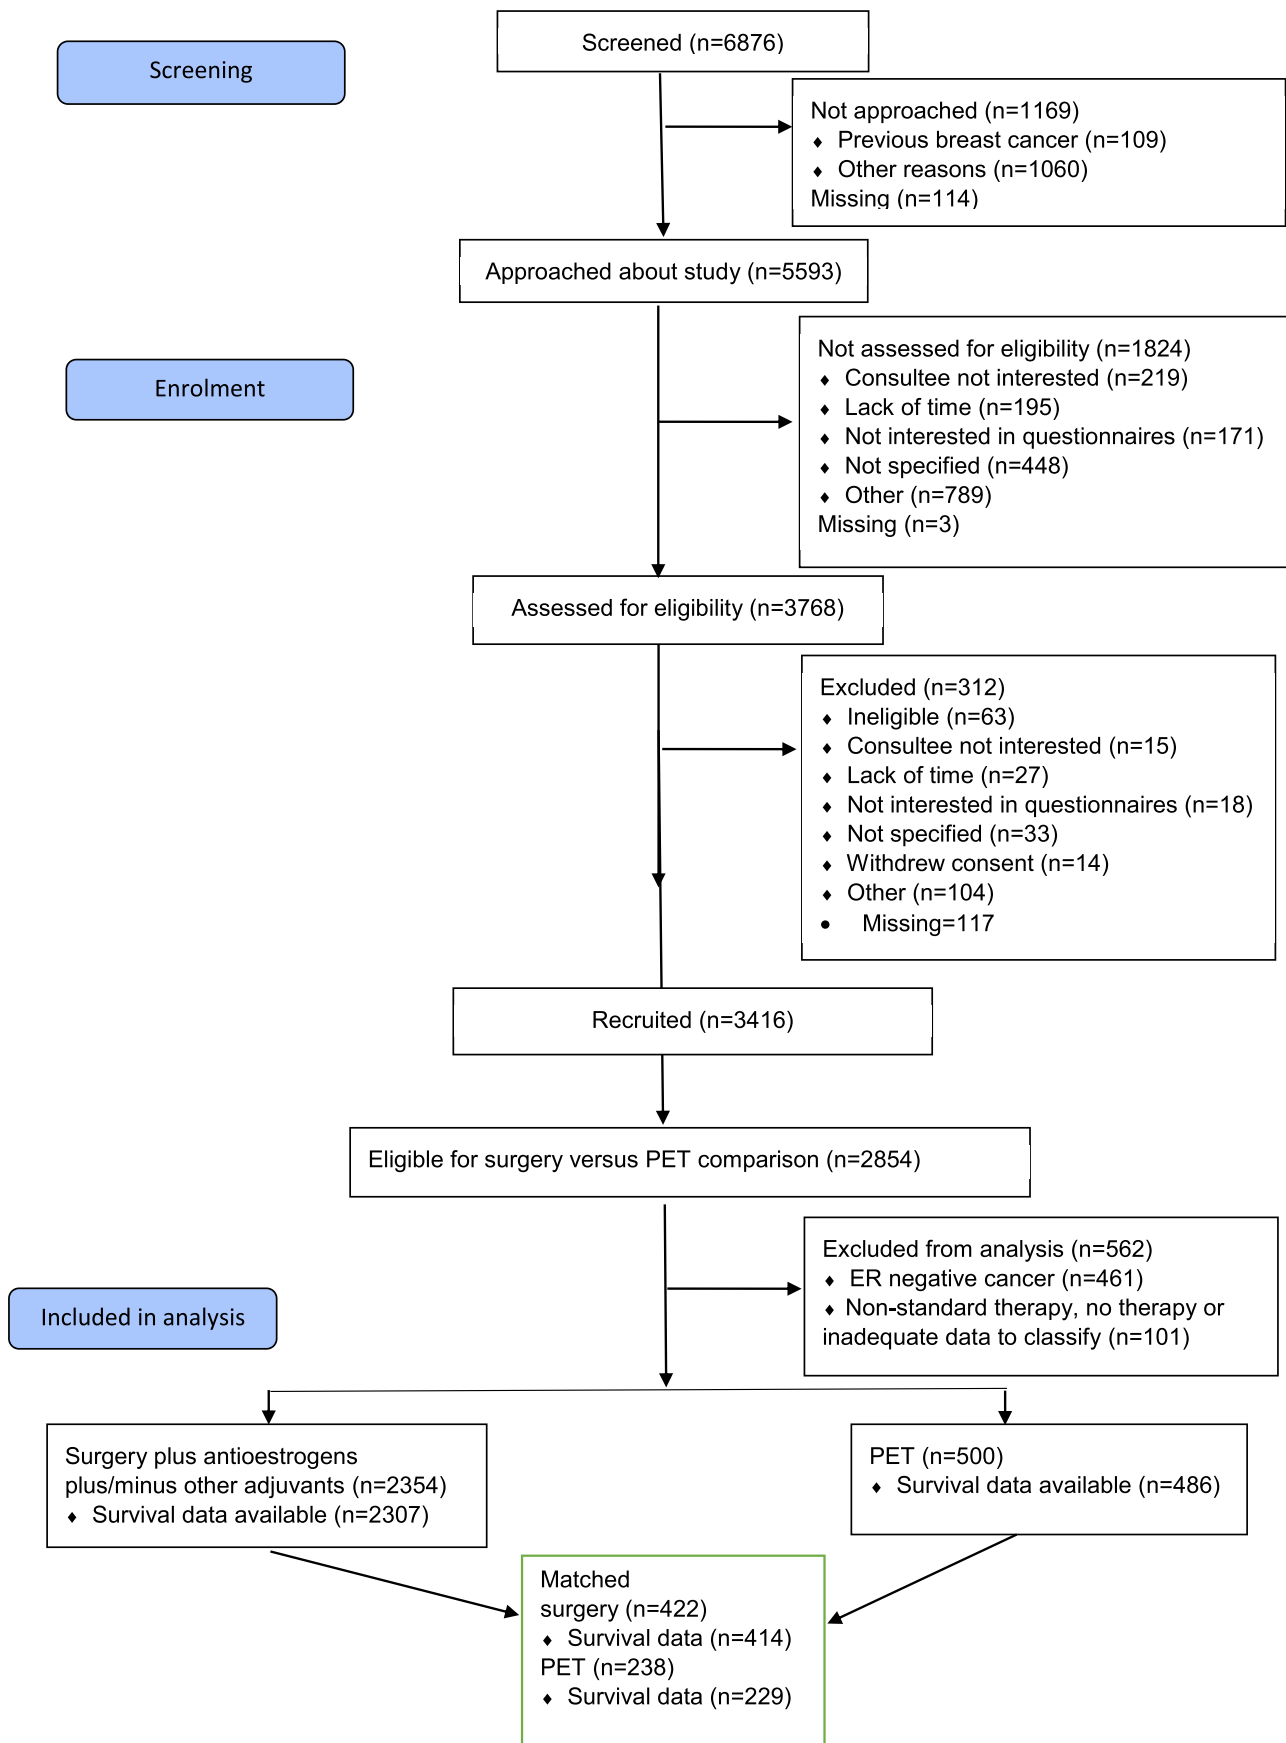 Screened (n=6876)
Screening
Not approached (n=1169)
♦ Previous breast cancer (n=109)
♦ Other reasons (n=1060)
Missing (n=114)
Approached about study (n=5593)
Enrolment
Not assessed for eligibility (n=1824)
♦ Consultee not interested (n=219)
♦ Lack of time (n=195)
♦ Not interested in questionnaires (n=171)
♦ Not specified (n=448)
♦ Other (n=789)
Missing (n=3)
Assessed for eligibility (n=3768)
Excluded (n=312)
♦ Ineligible (n=63)
♦ Consultee not interested (n=15)
♦ Lack of time (n=27)
♦ Not interested in questionnaires (n=18)
♦ Not specified (n=33)
♦ Withdrew consent (n=14)
♦ Other (n=104)
● Missing=117
Recruited (n=3416)
Eligible for surgery versus PET comparison (n=2854)
Excluded from analysis (n=562)
♦ ER negative cancer (n=461)
♦ Non-standard therapy, no therapy or
inadequate data to classify (n=101)
Included in analysis
Surgery plus antioestrogens
plus/minus other adjuvants (n=2354)
♦ Survival data available (n=2307)
PET (n=500)
♦ Survival data available (n=486)
Matched
surgery (n=422)
♦ Survival data (n=414)
PET (n=238)
♦ Survival data (n=229)